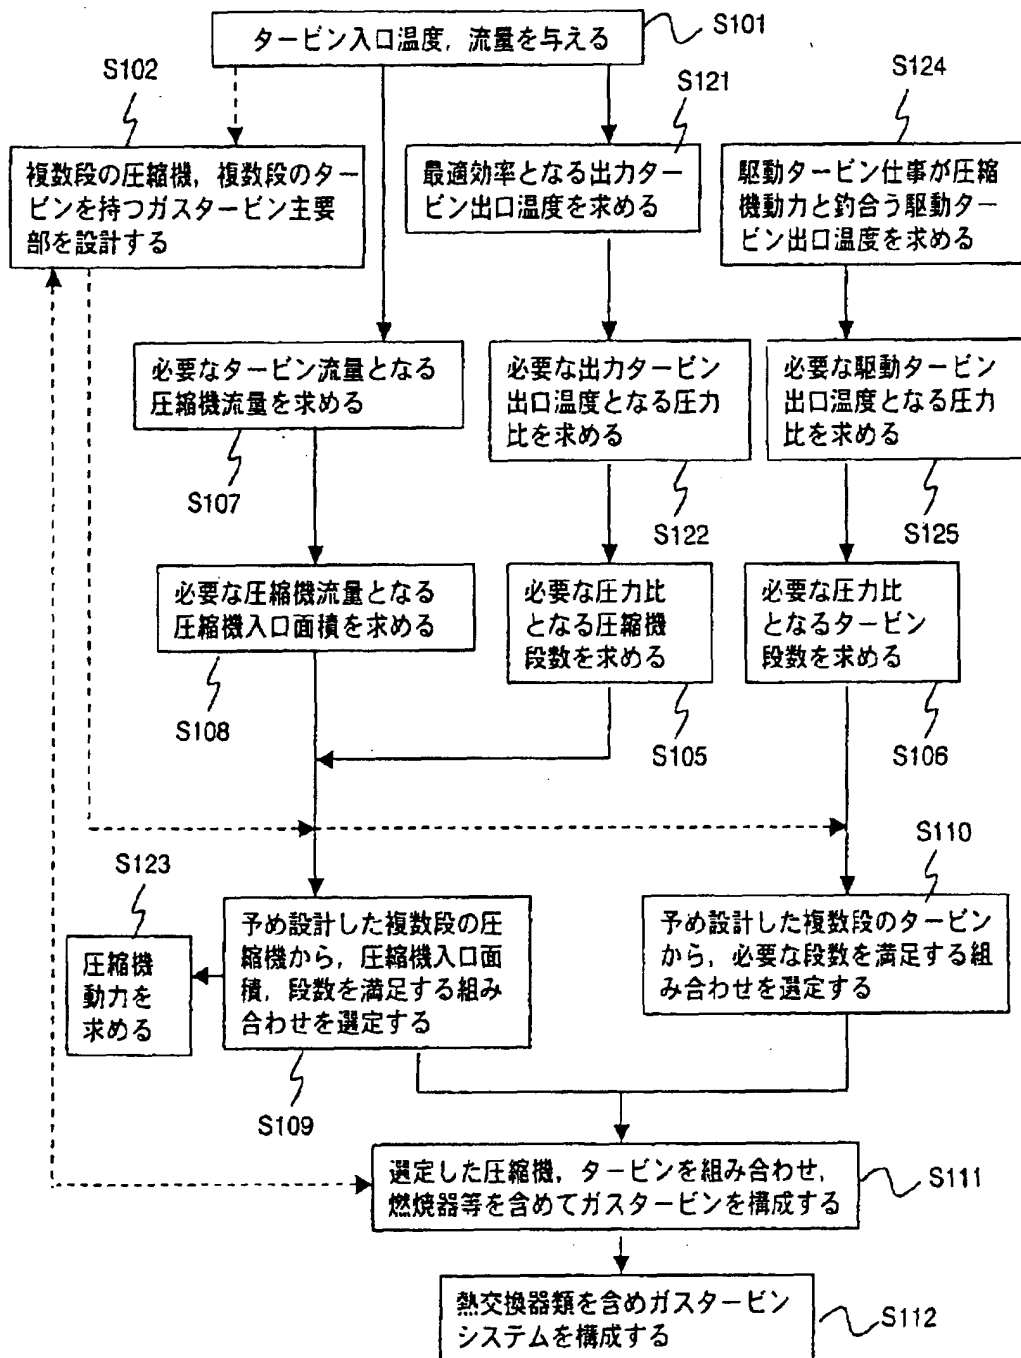 タービン入口温度，流量を与える
S101
S102
複数段の圧縮機，複数段のター
ビンを持つガスタービン主要
部を設計する
S121
最適効率となる出力ター
ビン出口温度を求める
S124
駆動タービン仕事が圧縮
機動力と釣合う駆動ター
ビン出口温度を求める
必要なタービン流量となる
圧縮機流量を求める
S107
必要な出力タービン
出口温度となる圧力
比を求める
S122
必要な駆動タービン
出口温度となる圧力
比を求める
S125
必要な圧縮機流量となる
圧縮機入口面積を求める
S108
必要な圧力比
となる圧縮機
段数を求める
S105
必要な圧力比
となるタービン
段数を求める
S106
S123
圧縮機
動力を
求める
予め設計した複数段の圧
縮機から，圧縮機入口面
積，段数を満足する組み
合わせを選定する
S109
S110
予め設計した複数段のタービン
から，必要な段数を満足する組
み合わせを選定する
選定した圧縮機，タービンを組み合わせ，
燃焼器等を含めてガスタービンを構成する
S111
熱交換器類を含めガスタービン
システムを構成する
S112